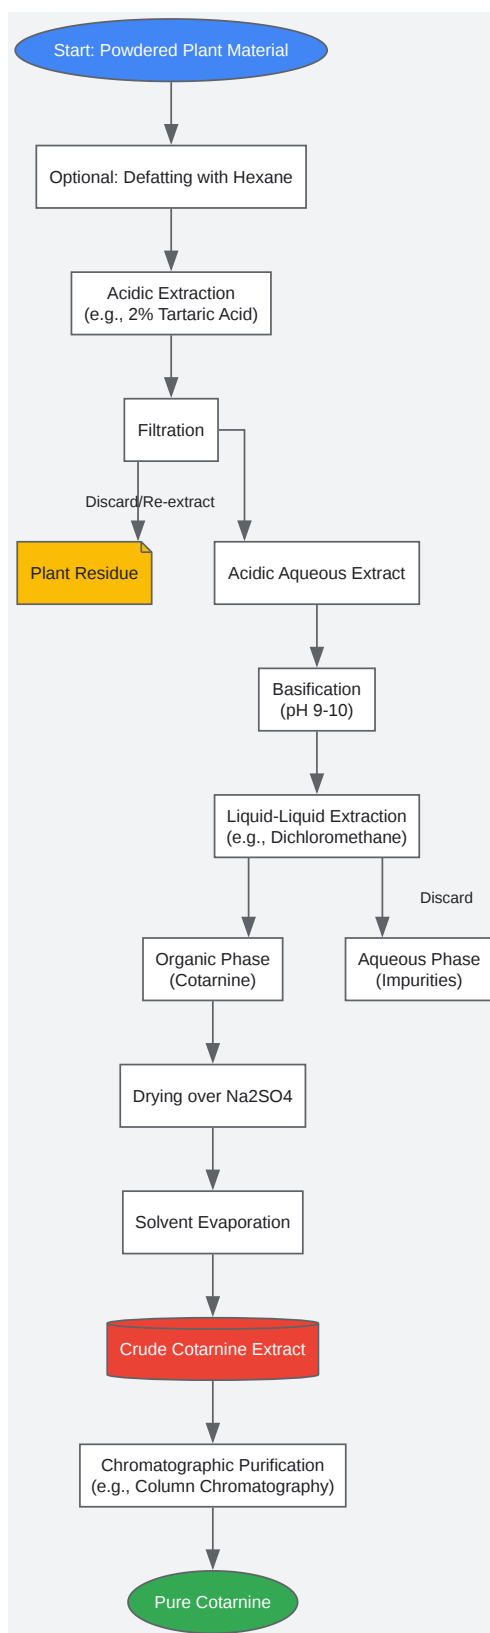 Start: Powdered Plant Material
Optional: Defatting with Hexane
Acidic Extraction
(e.g., 2% Tartaric Acid)
Filtration
Discard/Re-extract
Plant Residue
Acidic Aqueous Extract
Basification
(pH 9-10)
Liquid-Liquid Extraction
(e.g., Dichloromethane)
Discard
Organic Phase
(Cotarnine)
Aqueous Phase
(Impurities)
Drying over Na2SO4
Solvent Evaporation
Crude Cotarnine Extract
Chromatographic Purification
(e.g., Column Chromatography)
Pure Cotarnine